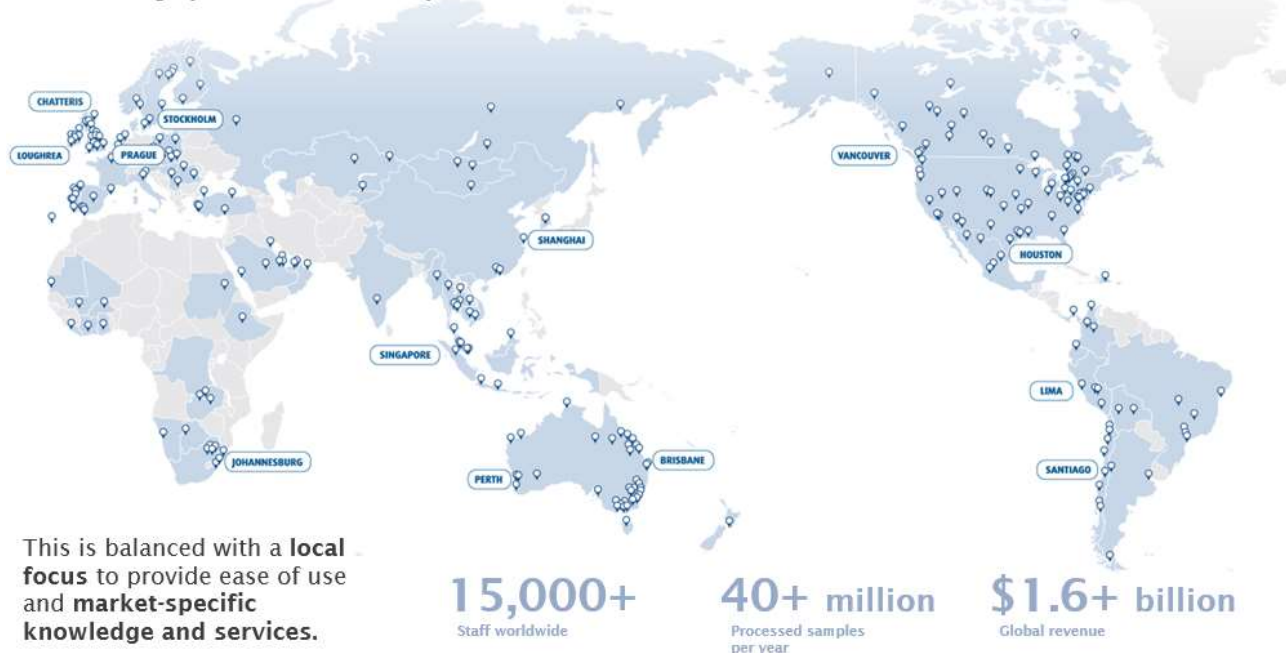 CHATTERIS
STOCKHOLM
LOUGHREA
PRAGUE
VANCOUVER
SHANGHAI
HOUSTON
SINGAPORE
LIMA
JOHANNESBURG
PERTH
BRISBANE
SANTIAGO
This is balanced with a local
focus to provide ease of use
and market-specific
knowledge and services.
15,000+
Staff worldwide
40+ million
Processed samples
per year
$1.6+ billion
Global revenue